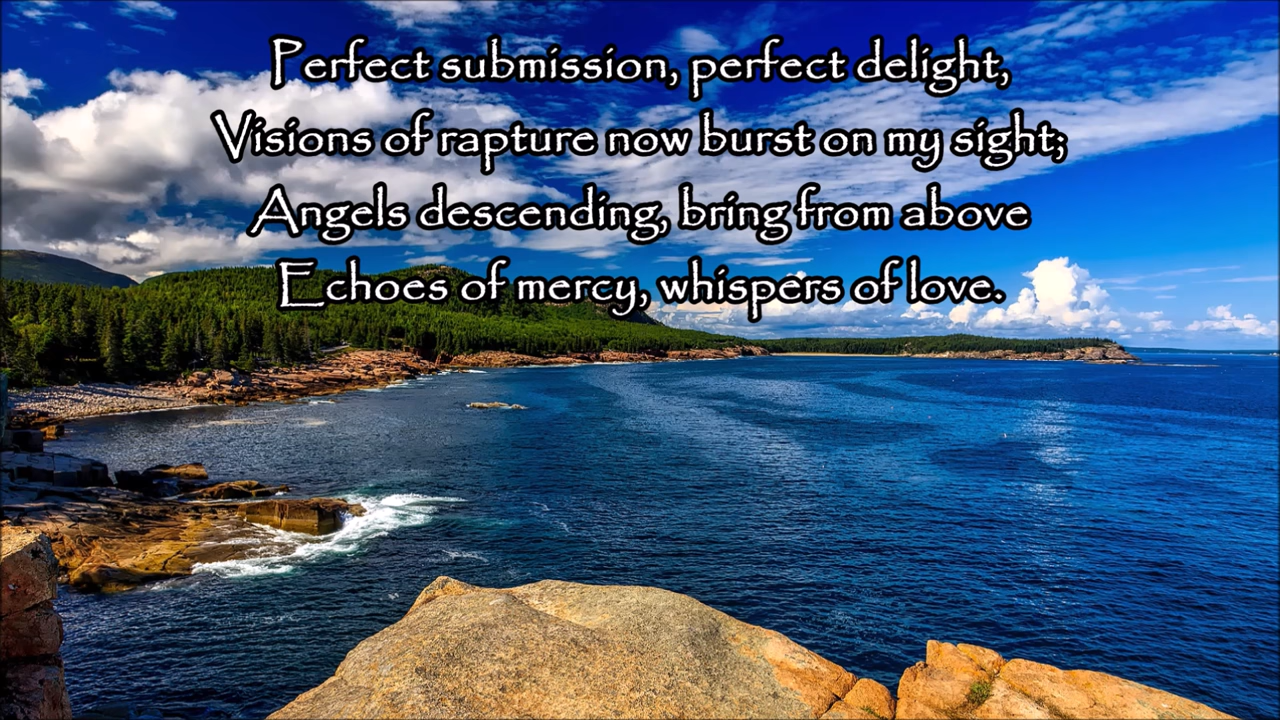 Perfect submission, perfect delight,
Visions of rapture now burst on my sight;
Angels descending, bring from above
Echoes of mercy, whispers of love.